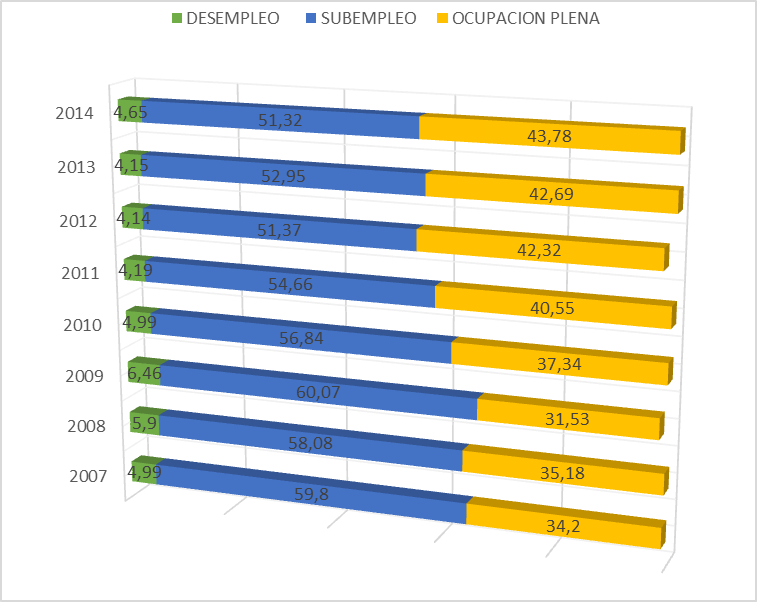 DESEMPLEO SUBEMPLEO OCUPACION PLENA
2014 4,65 51,32 43,78
2013 4,15 52,95 42,69
2012 4,14 51,37 42,32
2011 4,19 54,66 40,55
2010 4,99 56,84 37,34
2009 6,46 60,07 31,53
2008 5,9 58,08 35,18
2007 4,99 59,8 34,2